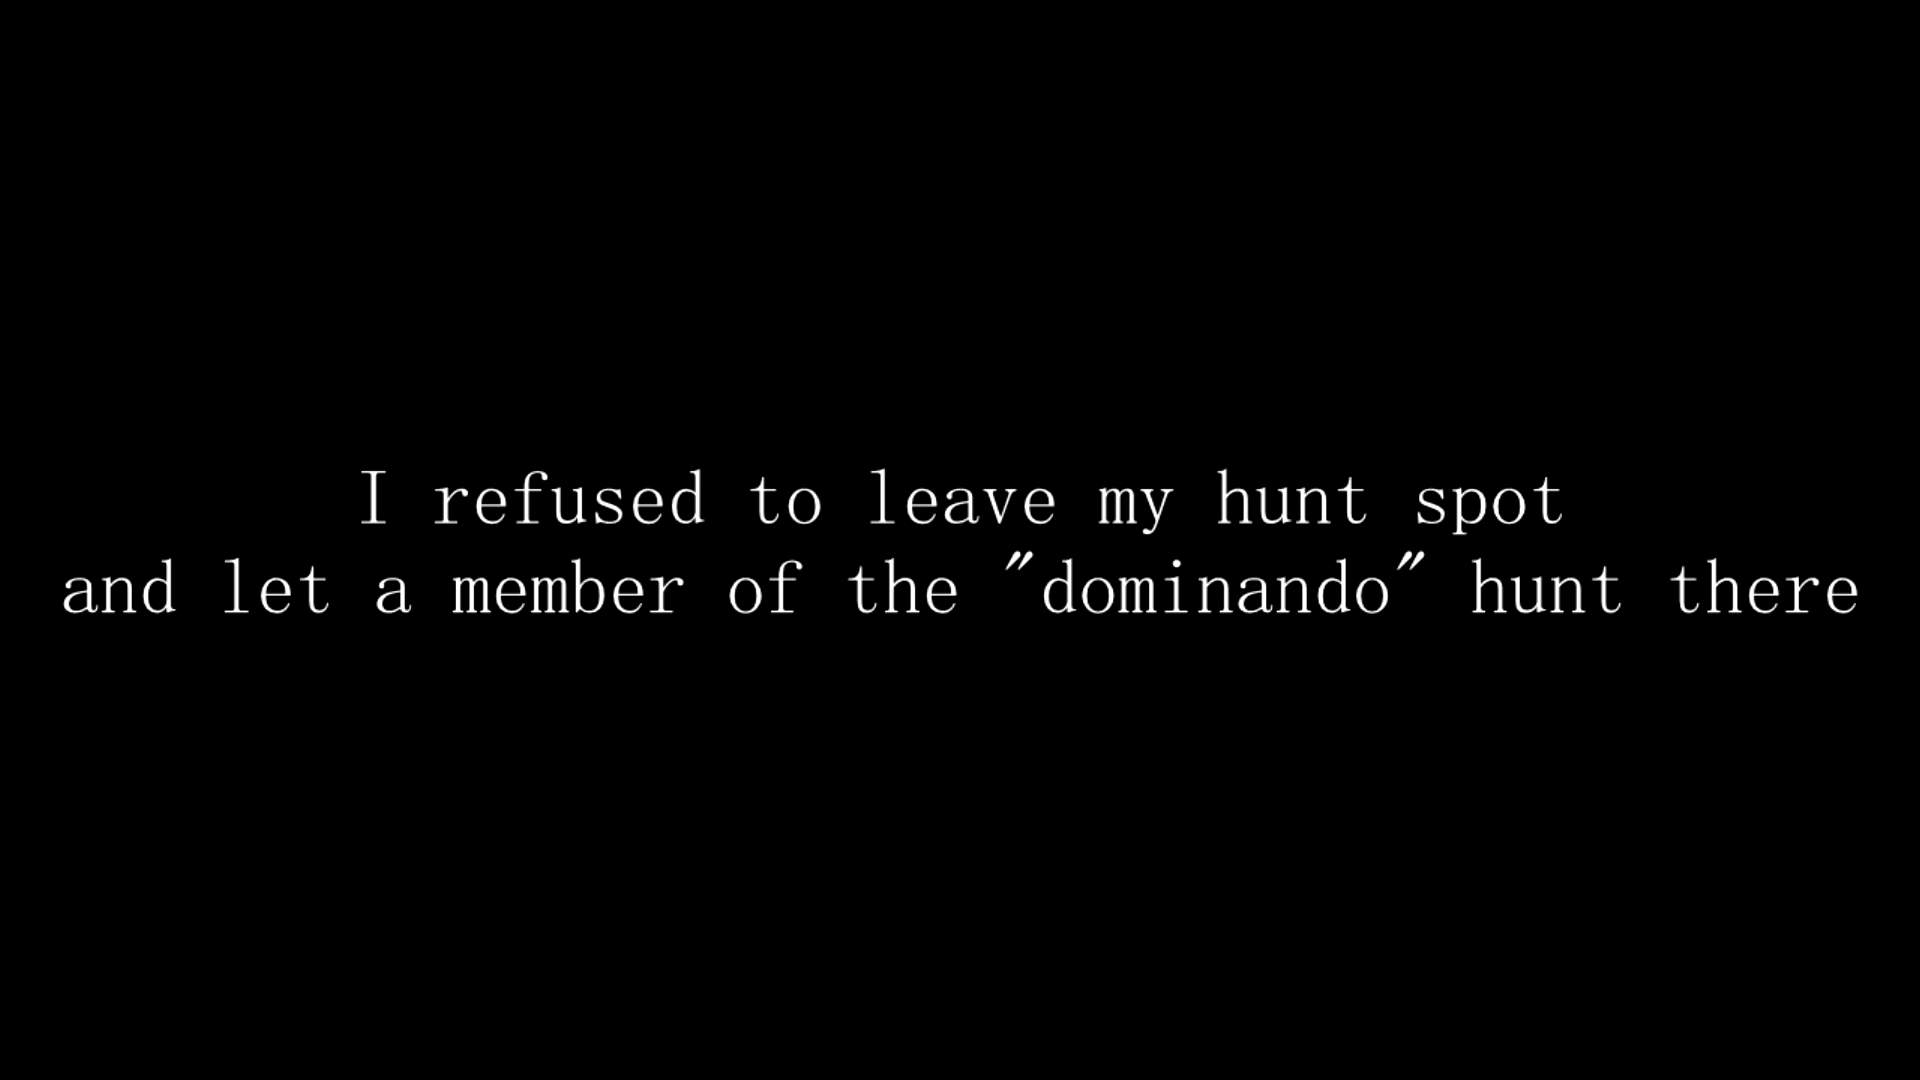 I refused to leave my hunt spot
and let a member of the "dominando" hunt there